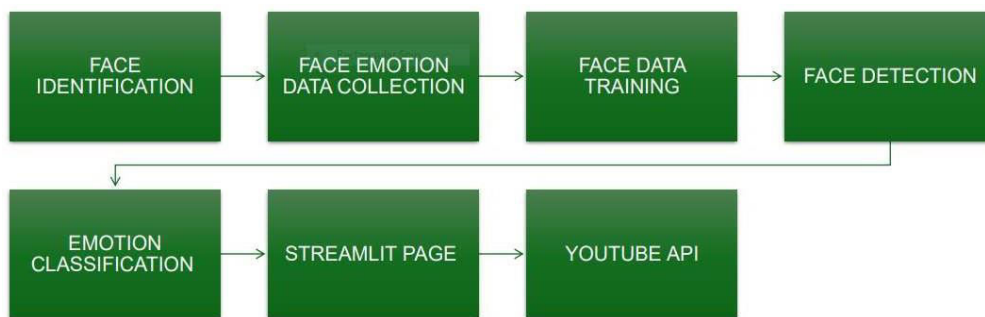 FACE
IDENTIFICATION
FACE EMOTION
DATA COLLECTION
FACE DATA
TRAINING
FACE DETECTION
EMOTION
CLASSIFICATION
STREAMLIT PAGE
YOUTUBE API